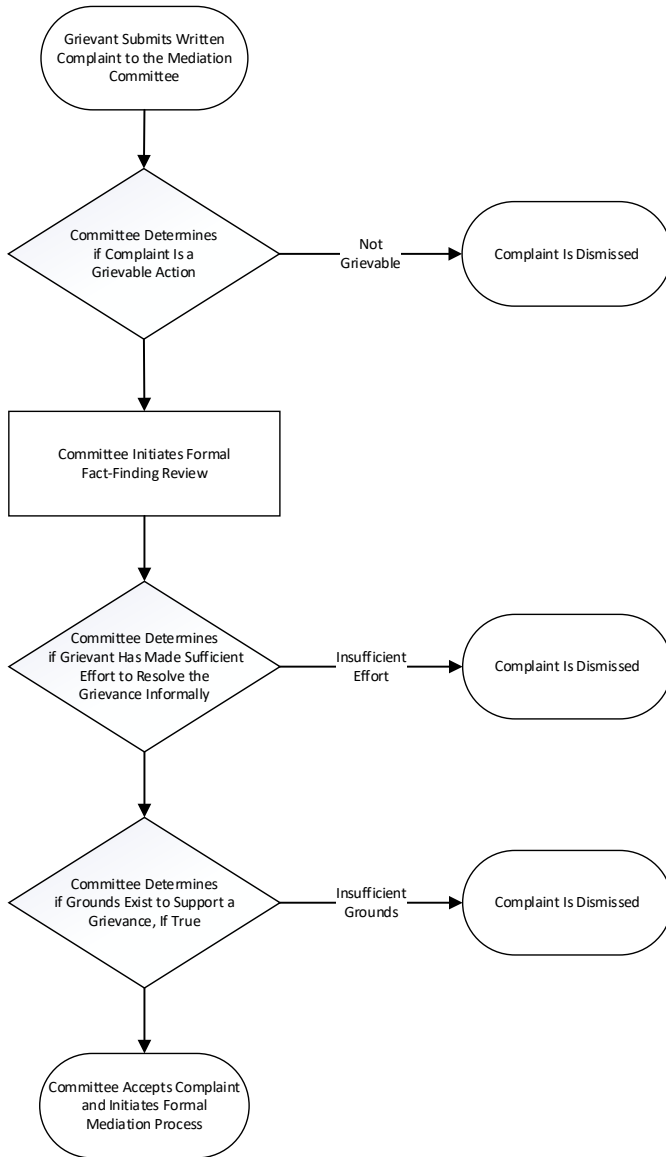 Grievant Submits Written
Complaint to the Mediation
Committee
Committee Determines
if Complaint Is a
Grievable Action
Not
Grievable
Complaint Is Dismissed
Committee Initiates Formal
Fact-Finding Review
Committee Determines
if Grievant Has Made Sufficient
Effort to Resolve the
Grievance Informally
Insufficient
Effort
Complaint Is Dismissed
Committee Determines
if Grounds Exist to Support a
Grievance, If True
Insufficient
Grounds
Complaint Is Dismissed
Committee Accepts Complaint
and Initiates Formal
Mediation Process